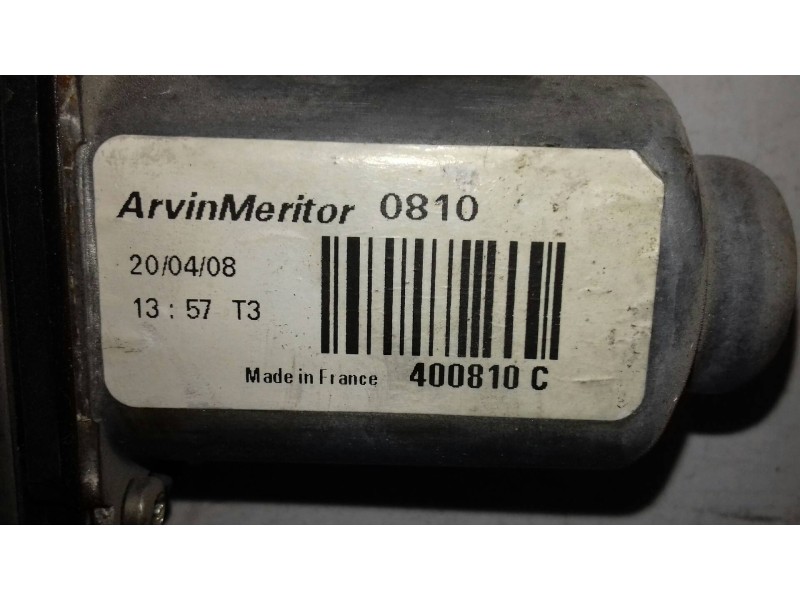 ArvinMeritor 0810
20/04/08
13 : 57 T3
Made in France 400810 C